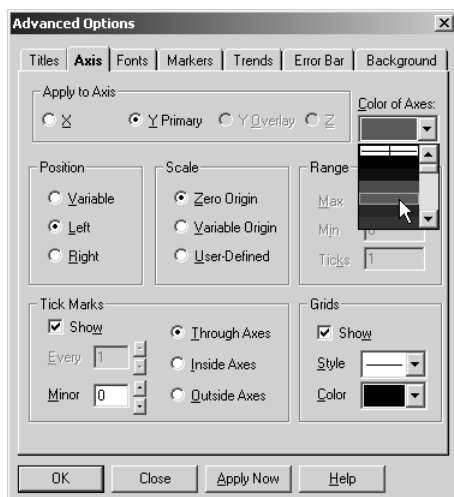 Advanced Options
Titles Axis Fonts Markers Trends Error Bar Background
Apply to Axis
X Y Primary Y Overlay Z
Color of Axes:
Position Scale Range
Variable Zero Origin Max
Left Variable Origin Min
Right User-Defined Ticks 1
Tick Marks Grids
Show Through Axes Show
Every 1 Inside Axes Style
Minor 0 Outside Axes Color
OK Close Apply Now Help